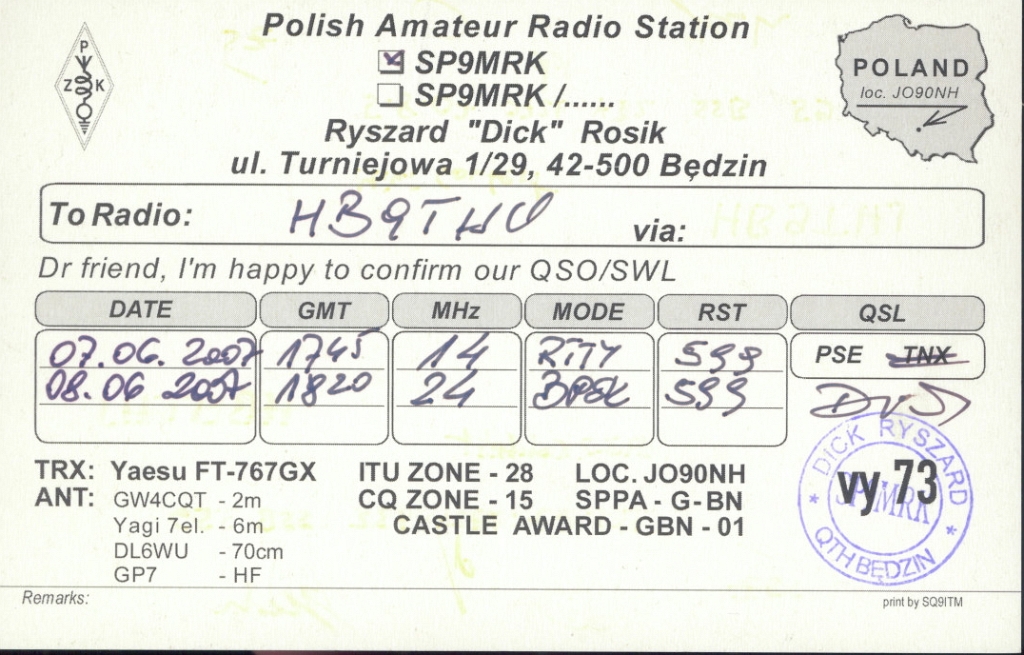 Polish Amateur Radio Station
P
Z K
SP9MRK
SP9MRK /......
POLAND
loc. JO90NH
Ryszard "Dick" Rosik
ul. Turniejowa 1/29, 42-500 Będzin
To Radio: HB9THU via:
Dr friend, I'm happy to confirm our QSO/SWL
DATE GMT MHz MODE RST QSL
07.06.2007 1745 14 RTTY 599 PSE TNX
08.06 2007 1820 24 BPSK 599
TRX: Yaesu FT-767GX ITU ZONE - 28 LOC. JO90NH
ANT: GW4CQT - 2m CQ ZONE - 15 SPPA - G-BN
Yagi 7el. - 6m CASTLE AWARD - GBN - 01
DL6WU - 70cm
GP7 - HF
DICK RYSZARD
vy 73
SP9MRK
* QTH BĘDZIN *
Remarks:
print by SQ9ITM